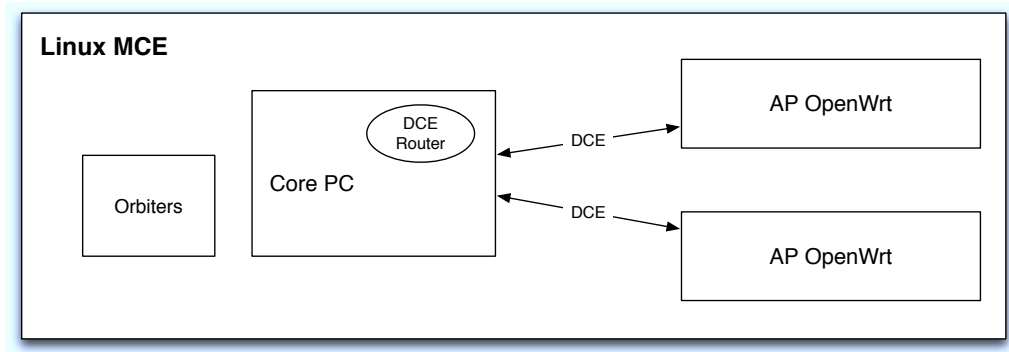 Linux MCE
AP OpenWrt
DCE
Router
DCE
Core PC
Orbiters
DCE
AP OpenWrt